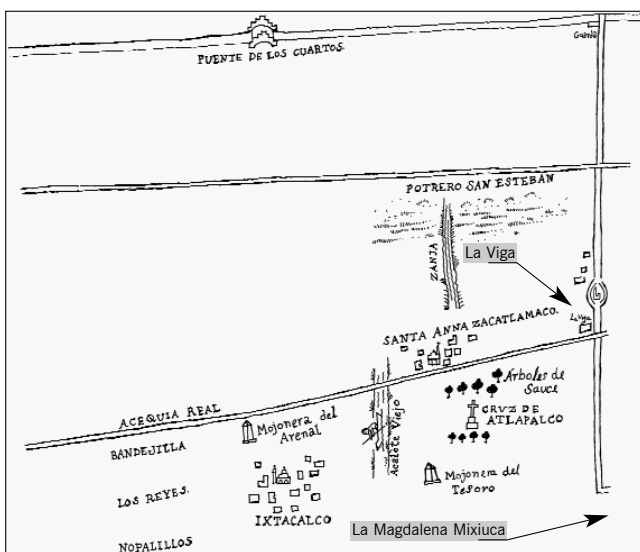 PUENTE DE LOS CUARTOS.
Guarda
POTRERO SAN ESTEBAN
ZANJA
La Viga
La Viga
SANTA ANNA ZACATLAMACO.
ACEQUIA REAL
Árboles de
Sauce
CRUZ DE
ATLAPALCO
Mojonera del
Arenal
Acalote Viejo
BANDEJILLA
Mojonera del
Tesoro
LOS REYES.
IXTACALCO
La Magdalena Mixiuca
NOPALILLOS